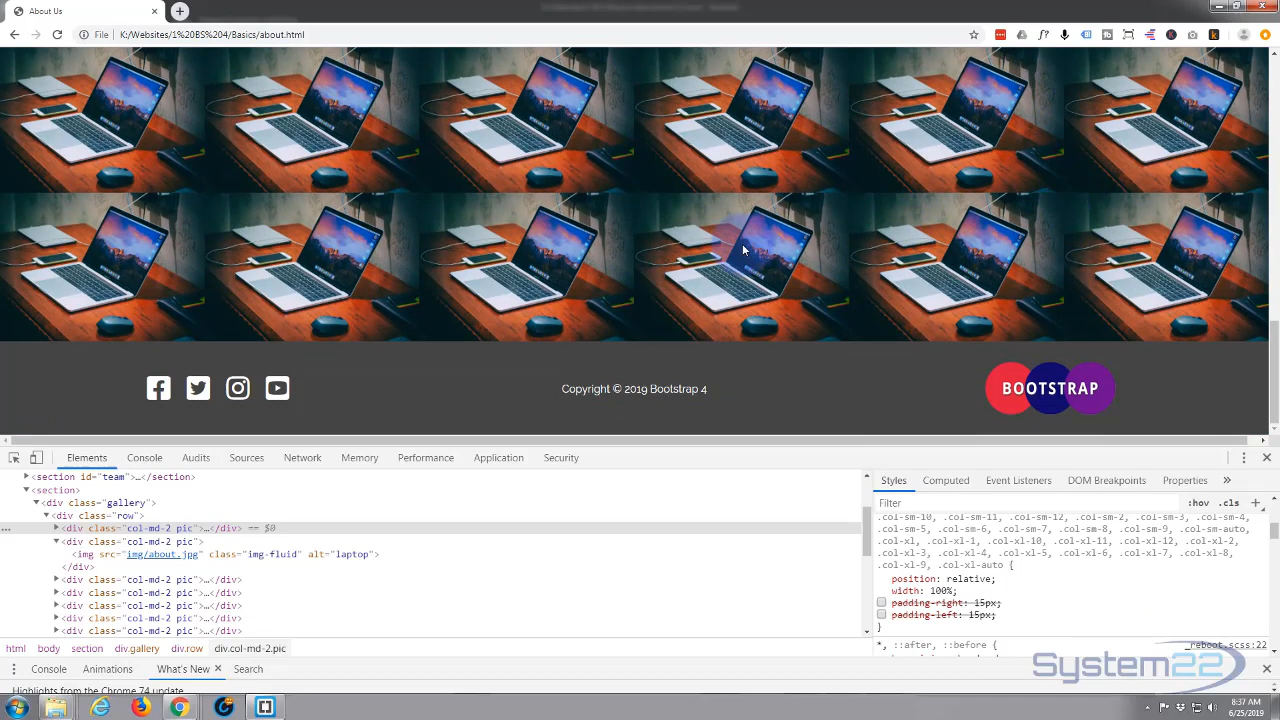 About Us
File K:/Websites/1%20BS%204/Basics/about.html
f?
Copyright © 2019 Bootstrap 4
BOOTSTRAP
Elements Console Audits Sources Network Memory Performance Application Security
<section id="team">…</section>
<section>
<div class="gallery">
<div class="row">
<div class="col-md-2 pic">…</div> == $0
<div class="col-md-2 pic">
<img src="img/about.jpg" class="img-fluid" alt="laptop">
</div>
<div class="col-md-2 pic">…</div>
<div class="col-md-2 pic">…</div>
<div class="col-md-2 pic">…</div>
<div class="col-md-2 pic">…</div>
<div class="col-md-2 pic">…</div>
html body section div.gallery div.row div.col-md-2.pic
Styles Computed Event Listeners DOM Breakpoints Properties »
Filter :hov .cls +
.col-sm-10, .col-sm-11, .col-sm-12, .col-sm-2, .col-sm-3, .col-sm-4,
.col-sm-5, .col-sm-6, .col-sm-7, .col-sm-8, .col-sm-9, .col-sm-auto,
.col-xl, .col-xl-1, .col-xl-10, .col-xl-11, .col-xl-12, .col-xl-2,
.col-xl-3, .col-xl-4, .col-xl-5, .col-xl-6, .col-xl-7, .col-xl-8,
.col-xl-9, .col-xl-auto {
position: relative;
width: 100%;
padding-right: 15px;
padding-left: 15px;
}
*, ::after, ::before { _reboot.scss:22
Console Animations What's New Search
Highlights from the Chrome 74 update
System22
8:37 AM
6/25/2019